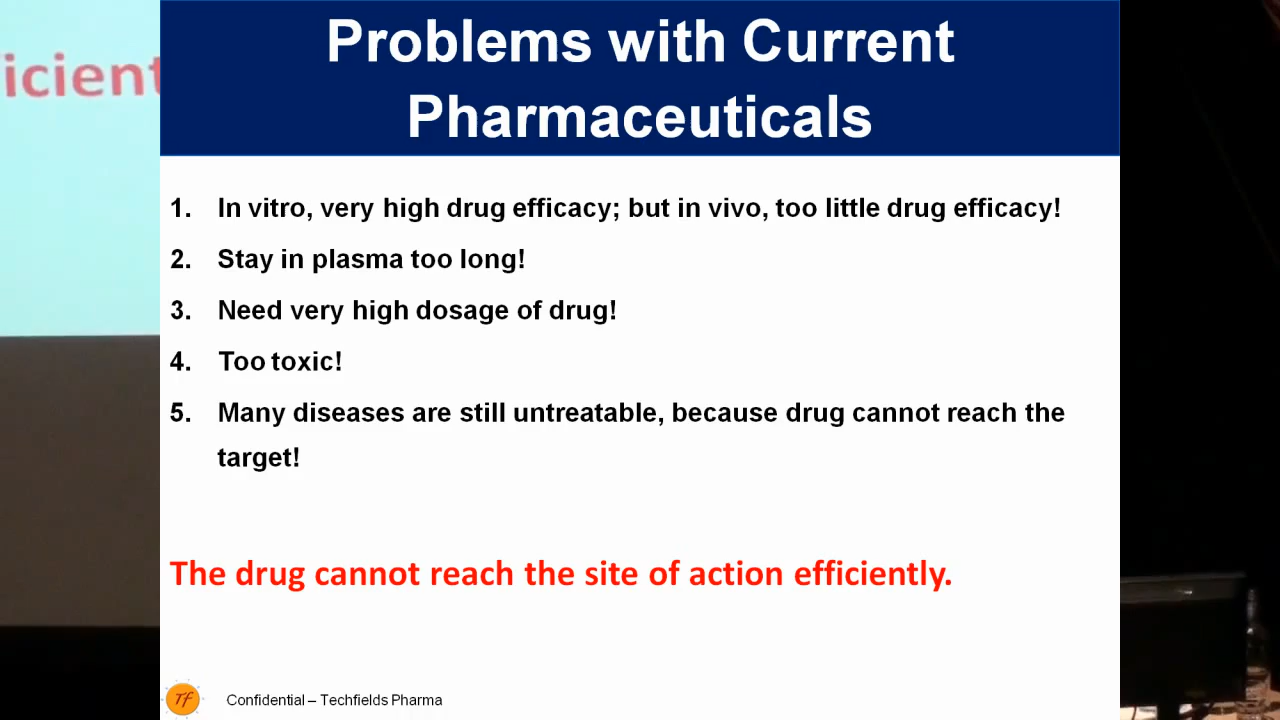 Problems with Current
Pharmaceuticals
icient
1. In vitro, very high drug efficacy; but in vivo, too little drug efficacy!
2. Stay in plasma too long!
3. Need very high dosage of drug!
4. Too toxic!
5. Many diseases are still untreatable, because drug cannot reach the
target!
The drug cannot reach the site of action efficiently.
Tf
Confidential – Techfields Pharma